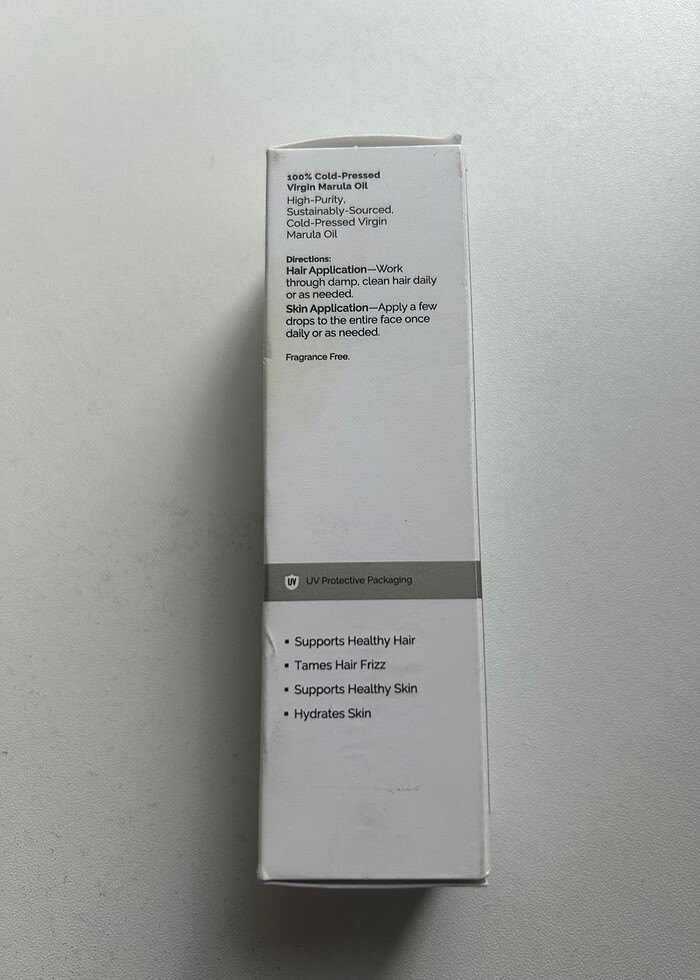 100% Cold-Pressed
Virgin Marula Oil
High-Purity,
Sustainably-Sourced,
Cold-Pressed Virgin
Marula Oil
Directions:
Hair Application—Work
through damp, clean hair daily
or as needed.
Skin Application—Apply a few
drops to the entire face once
daily or as needed.
Fragrance Free.
UV UV Protective Packaging
▪ Supports Healthy Hair
▪ Tames Hair Frizz
▪ Supports Healthy Skin
▪ Hydrates Skin